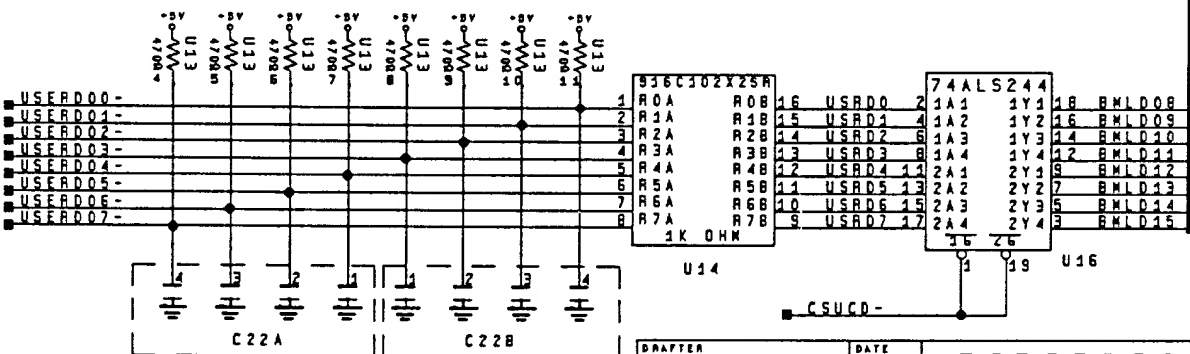 +5V +5V +5V +5V +5V +5V +5V +5V
U13 U13 U13 U13 U13 U13 U13 U13
470Ω 470Ω 470Ω 470Ω 470Ω 470Ω 470Ω 470Ω
4 5 6 7 8 9 10 11
USERD00-
USERD01-
USERD02-
USERD03-
USERD04-
USERD05-
USERD06-
USERD07-
916C102X2SR
1 R0A R0B 16 USRD0 2
2 R1A R1B 15 USRD1 4
3 R2A R2B 14 USRD2 6
4 R3A R3B 13 USRD3 8
5 R4A R4B 12 USRD4 11
6 R5A R5B 11 USRD5 13
7 R6A R6B 10 USRD6 15
8 R7A R7B 9 USRD7 17
1K OHM
U14
74ALS244
1A1 1Y1 18 BMLD08
1A2 1Y2 16 BMLD09
1A3 1Y3 14 BMLD10
1A4 1Y4 12 BMLD11
2A1 2Y1 9 BMLD12
2A2 2Y2 7 BMLD13
2A3 2Y3 5 BMLD14
2A4 2Y4 3 BMLD15
1G 2G
1 19
U16
CSUCD-
4 3 2 1 4 3 2 1
C22A C22B
DRAFTER DATE